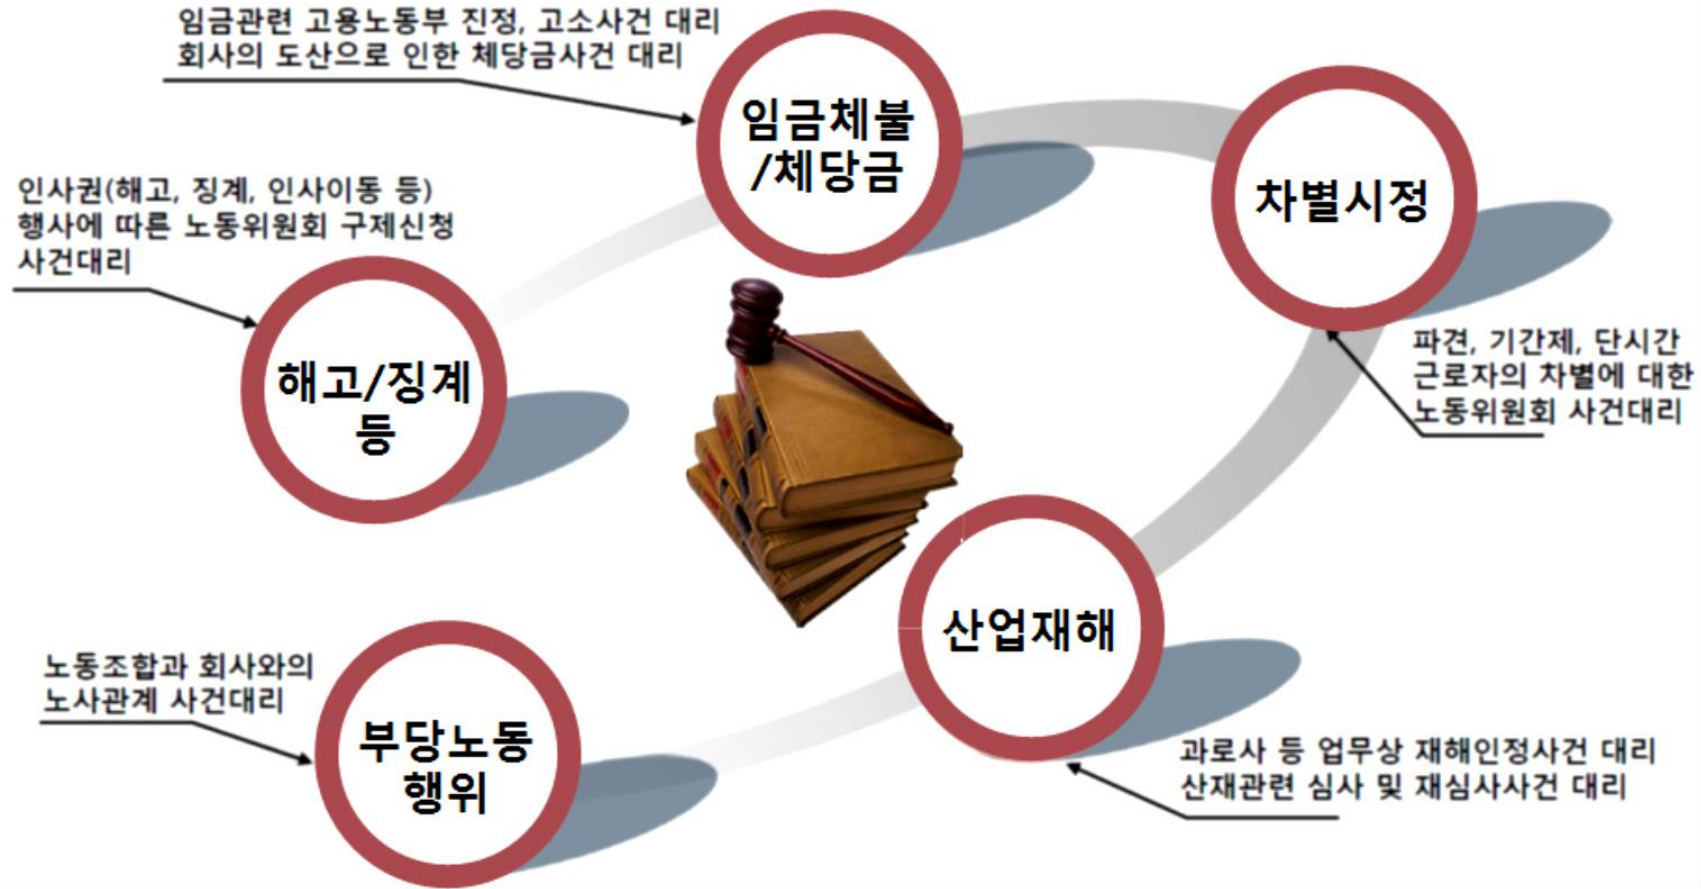 임금관련 고용노동부 진정, 고소사건 대리
회사의 도산으로 인한 체당금사건 대리
임금체불
/체당금
차별시정
인사권(해고, 징계, 인사이동 등)
행사에 따른 노동위원회 구제신청
사건대리
해고/징계
등
파견, 기간제, 단시간
근로자의 차별에 대한
노동위원회 사건대리
산업재해
노동조합과 회사와의
노사관계 사건대리
부당노동
행위
과로사 등 업무상 재해인정사건 대리
산재관련 심사 및 재심사사건 대리